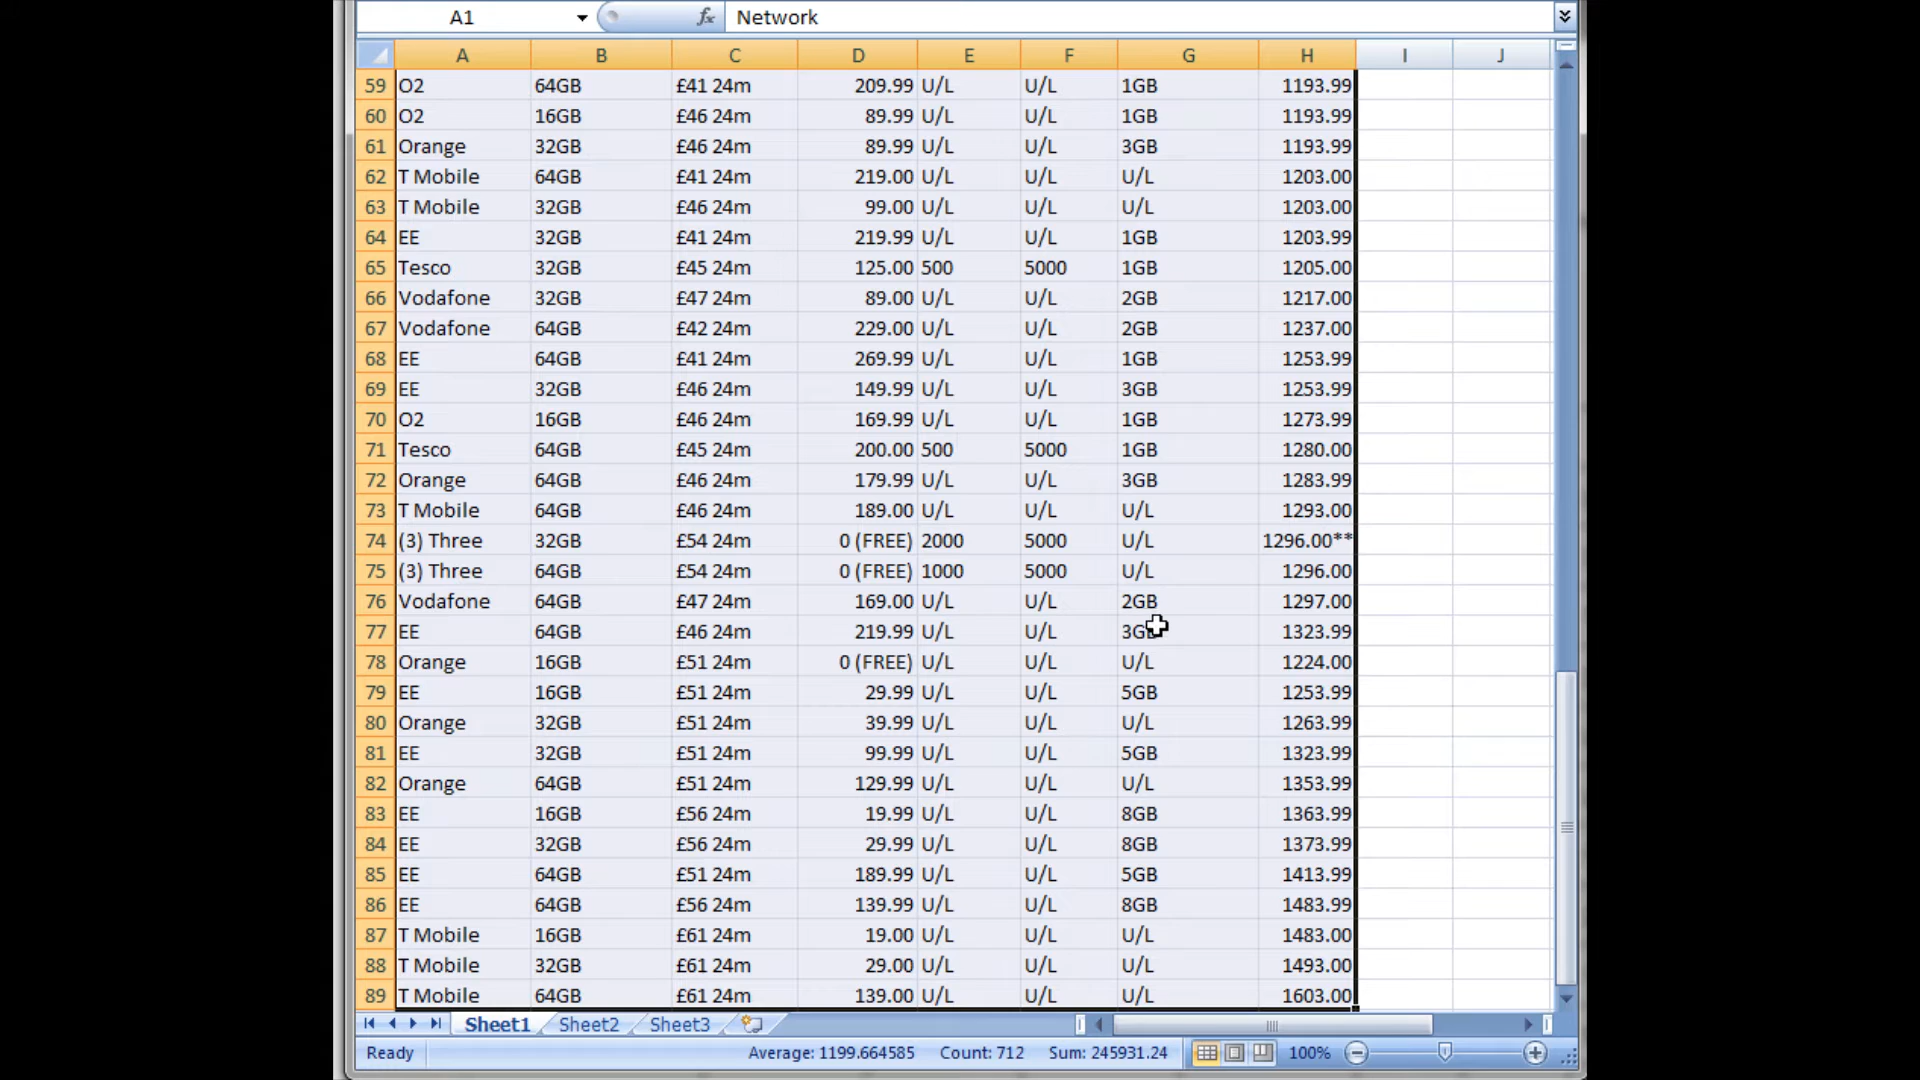 A1 fx Network
A B C D E F G H I J
59 O2 64GB £41 24m 209.99 U/L U/L 1GB 1193.99
60 O2 16GB £46 24m 89.99 U/L U/L 1GB 1193.99
61 Orange 32GB £46 24m 89.99 U/L U/L 3GB 1193.99
62 T Mobile 64GB £41 24m 219.00 U/L U/L U/L 1203.00
63 T Mobile 32GB £46 24m 99.00 U/L U/L U/L 1203.00
64 EE 32GB £41 24m 219.99 U/L U/L 1GB 1203.99
65 Tesco 32GB £45 24m 125.00 500 5000 1GB 1205.00
66 Vodafone 32GB £47 24m 89.00 U/L U/L 2GB 1217.00
67 Vodafone 64GB £42 24m 229.00 U/L U/L 2GB 1237.00
68 EE 64GB £41 24m 269.99 U/L U/L 1GB 1253.99
69 EE 32GB £46 24m 149.99 U/L U/L 3GB 1253.99
70 O2 16GB £46 24m 169.99 U/L U/L 1GB 1273.99
71 Tesco 64GB £45 24m 200.00 500 5000 1GB 1280.00
72 Orange 64GB £46 24m 179.99 U/L U/L 3GB 1283.99
73 T Mobile 64GB £46 24m 189.00 U/L U/L U/L 1293.00
74 (3) Three 32GB £54 24m 0 (FREE) 2000 5000 U/L 1296.00**
75 (3) Three 64GB £54 24m 0 (FREE) 1000 5000 U/L 1296.00
76 Vodafone 64GB £47 24m 169.00 U/L U/L 2GB 1297.00
77 EE 64GB £46 24m 219.99 U/L U/L 3GB 1323.99
78 Orange 16GB £51 24m 0 (FREE) U/L U/L U/L 1224.00
79 EE 16GB £51 24m 29.99 U/L U/L 5GB 1253.99
80 Orange 32GB £51 24m 39.99 U/L U/L U/L 1263.99
81 EE 32GB £51 24m 99.99 U/L U/L 5GB 1323.99
82 Orange 64GB £51 24m 129.99 U/L U/L U/L 1353.99
83 EE 16GB £56 24m 19.99 U/L U/L 8GB 1363.99
84 EE 32GB £56 24m 29.99 U/L U/L 8GB 1373.99
85 EE 64GB £51 24m 189.99 U/L U/L 5GB 1413.99
86 EE 64GB £56 24m 139.99 U/L U/L 8GB 1483.99
87 T Mobile 16GB £61 24m 19.00 U/L U/L U/L 1483.00
88 T Mobile 32GB £61 24m 29.00 U/L U/L U/L 1493.00
89 T Mobile 64GB £61 24m 139.00 U/L U/L U/L 1603.00
Sheet1 Sheet2 Sheet3
Ready Average: 1199.664585 Count: 712 Sum: 245931.24 100%